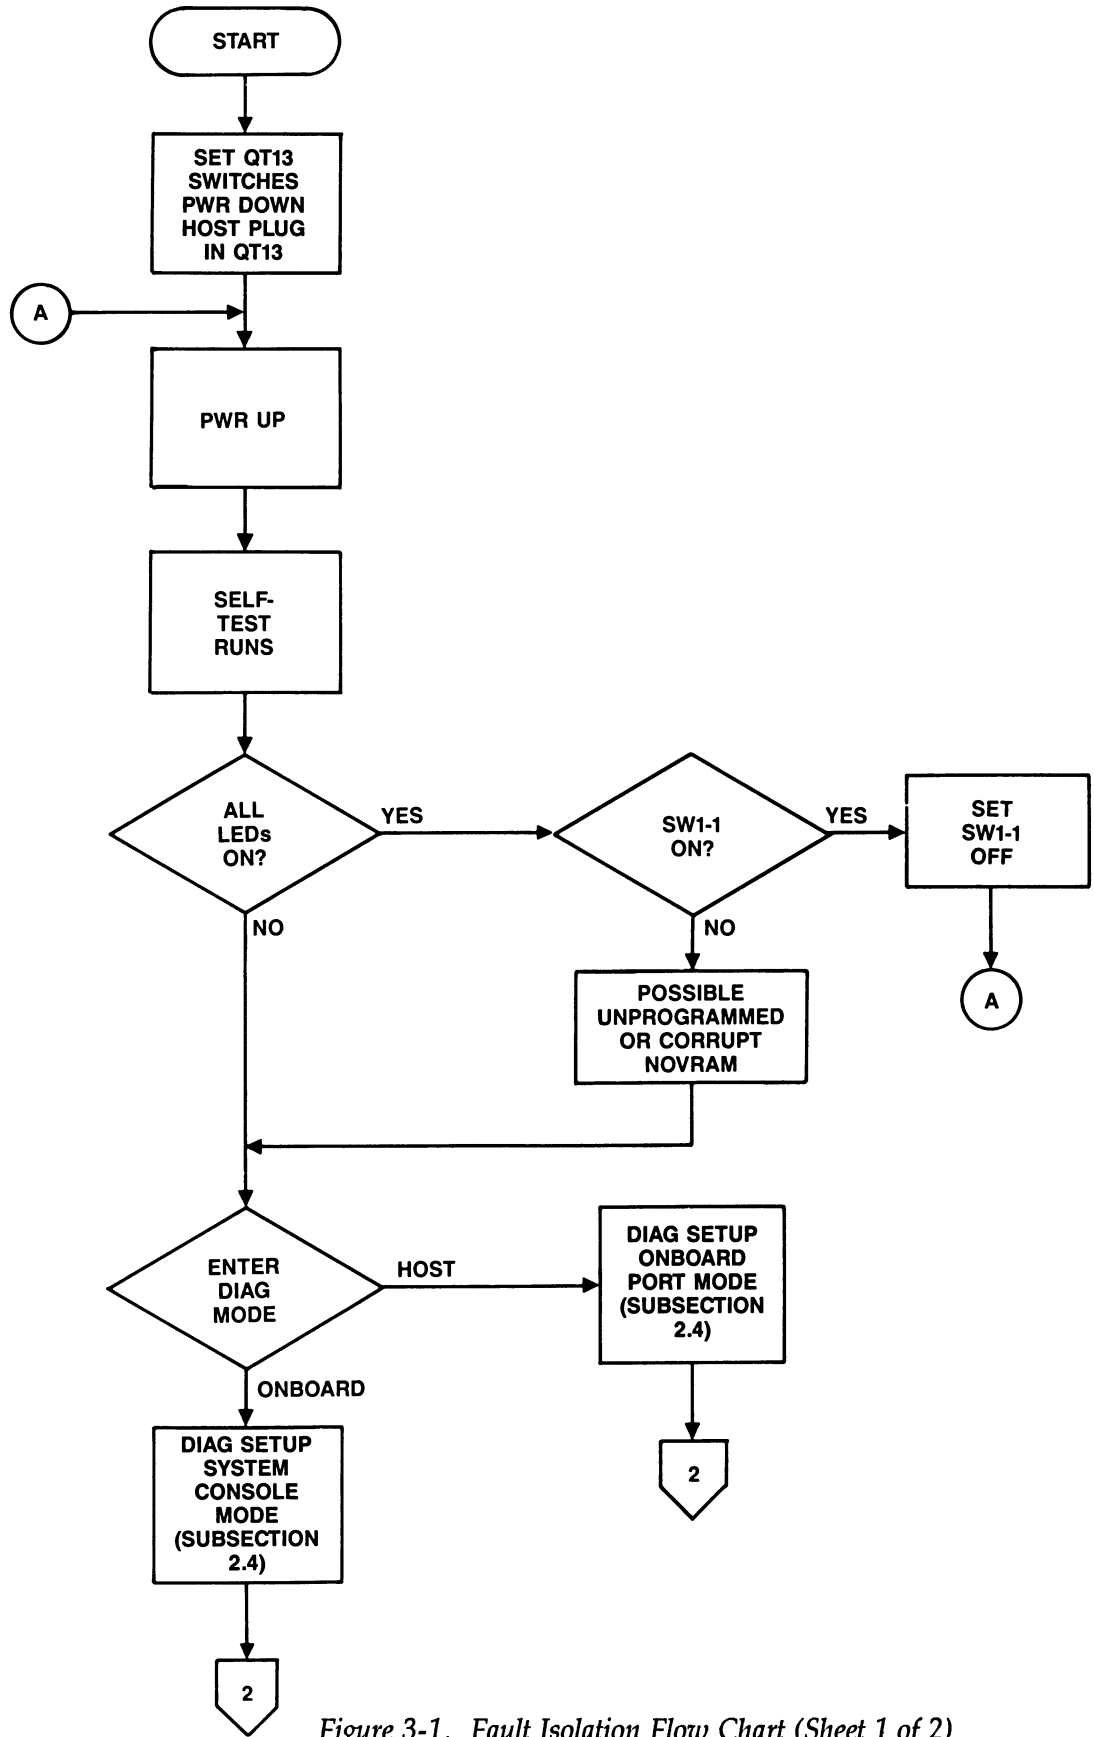 START
SET QT13
SWITCHES
PWR DOWN
HOST PLUG
IN QT13
A
PWR UP
SELF-
TEST
RUNS
ALL
LEDs
ON?
YES
SW1-1
ON?
YES
SET
SW1-1
OFF
NO
NO
POSSIBLE
UNPROGRAMMED
OR CORRUPT
NOVRAM
A
ENTER
DIAG
MODE
HOST
DIAG SETUP
ONBOARD
PORT MODE
(SUBSECTION
2.4)
ONBOARD
DIAG SETUP
SYSTEM
CONSOLE
MODE
(SUBSECTION
2.4)
2
2
Figure 3-1. Fault Isolation Flow Chart (Sheet 1 of 2)